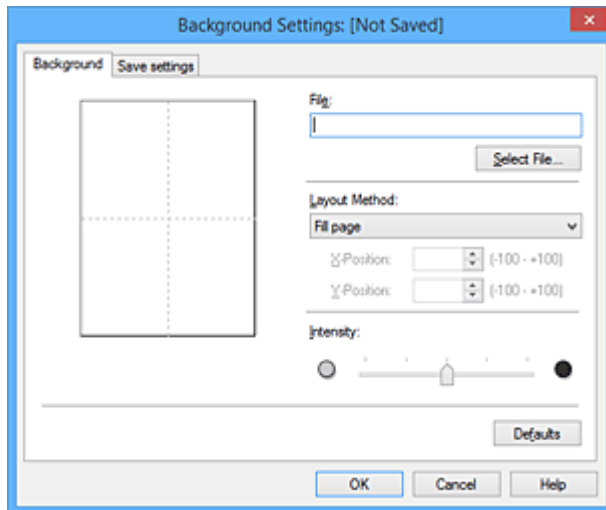 Background Settings: [Not Saved]
Background Save settings
File:
Select File...
Layout Method:
Fill page
X-Position: (-100 - +100)
Y-Position: (-100 - +100)
Intensity:
Defaults
OK Cancel Help